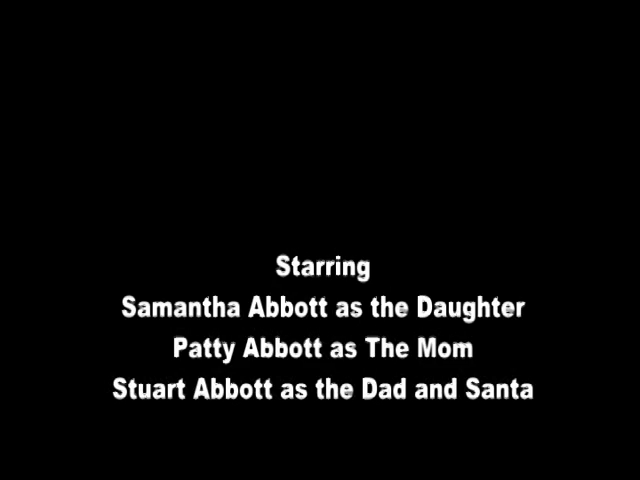 Starring
Samantha Abbott as the Daughter
Patty Abbott as The Mom
Stuart Abbott as the Dad and Santa